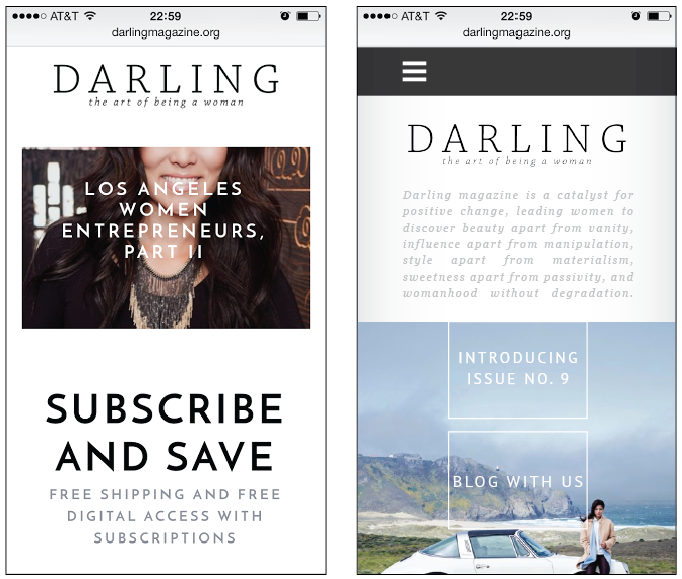 AT&T 22:59
darlingmagazine.org
DARLING
the art of being a woman
LOS ANGELES
WOMEN
ENTREPRENEURS,
PART II
SUBSCRIBE
AND SAVE
FREE SHIPPING AND FREE
DIGITAL ACCESS WITH
SUBSCRIPTIONS
AT&T 22:59
darlingmagazine.org
DARLING
the art of being a woman
Darling magazine is a catalyst for
positive change, leading women to
discover beauty apart from vanity,
influence apart from manipulation,
style apart from materialism,
sweetness apart from passivity, and
womanhood without degradation.
INTRODUCING
ISSUE NO. 9
BLOG WITH US